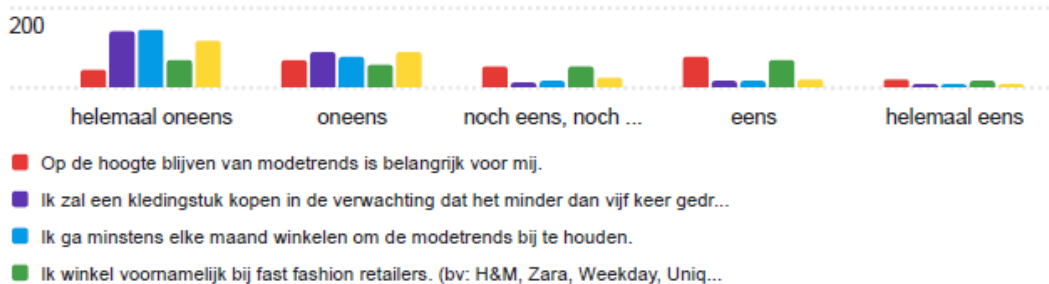 200
helemaal oneens oneens noch eens, noch ... eens helemaal eens
Op de hoogte blijven van modetrends is belangrijk voor mij.
Ik zal een kledingstuk kopen in de verwachting dat het minder dan vijf keer gedr...
Ik ga minstens elke maand winkelen om de modetrends bij te houden.
Ik winkel voornamelijk bij fast fashion retailers. (bv: H&M, Zara, Weekday, Uniq...